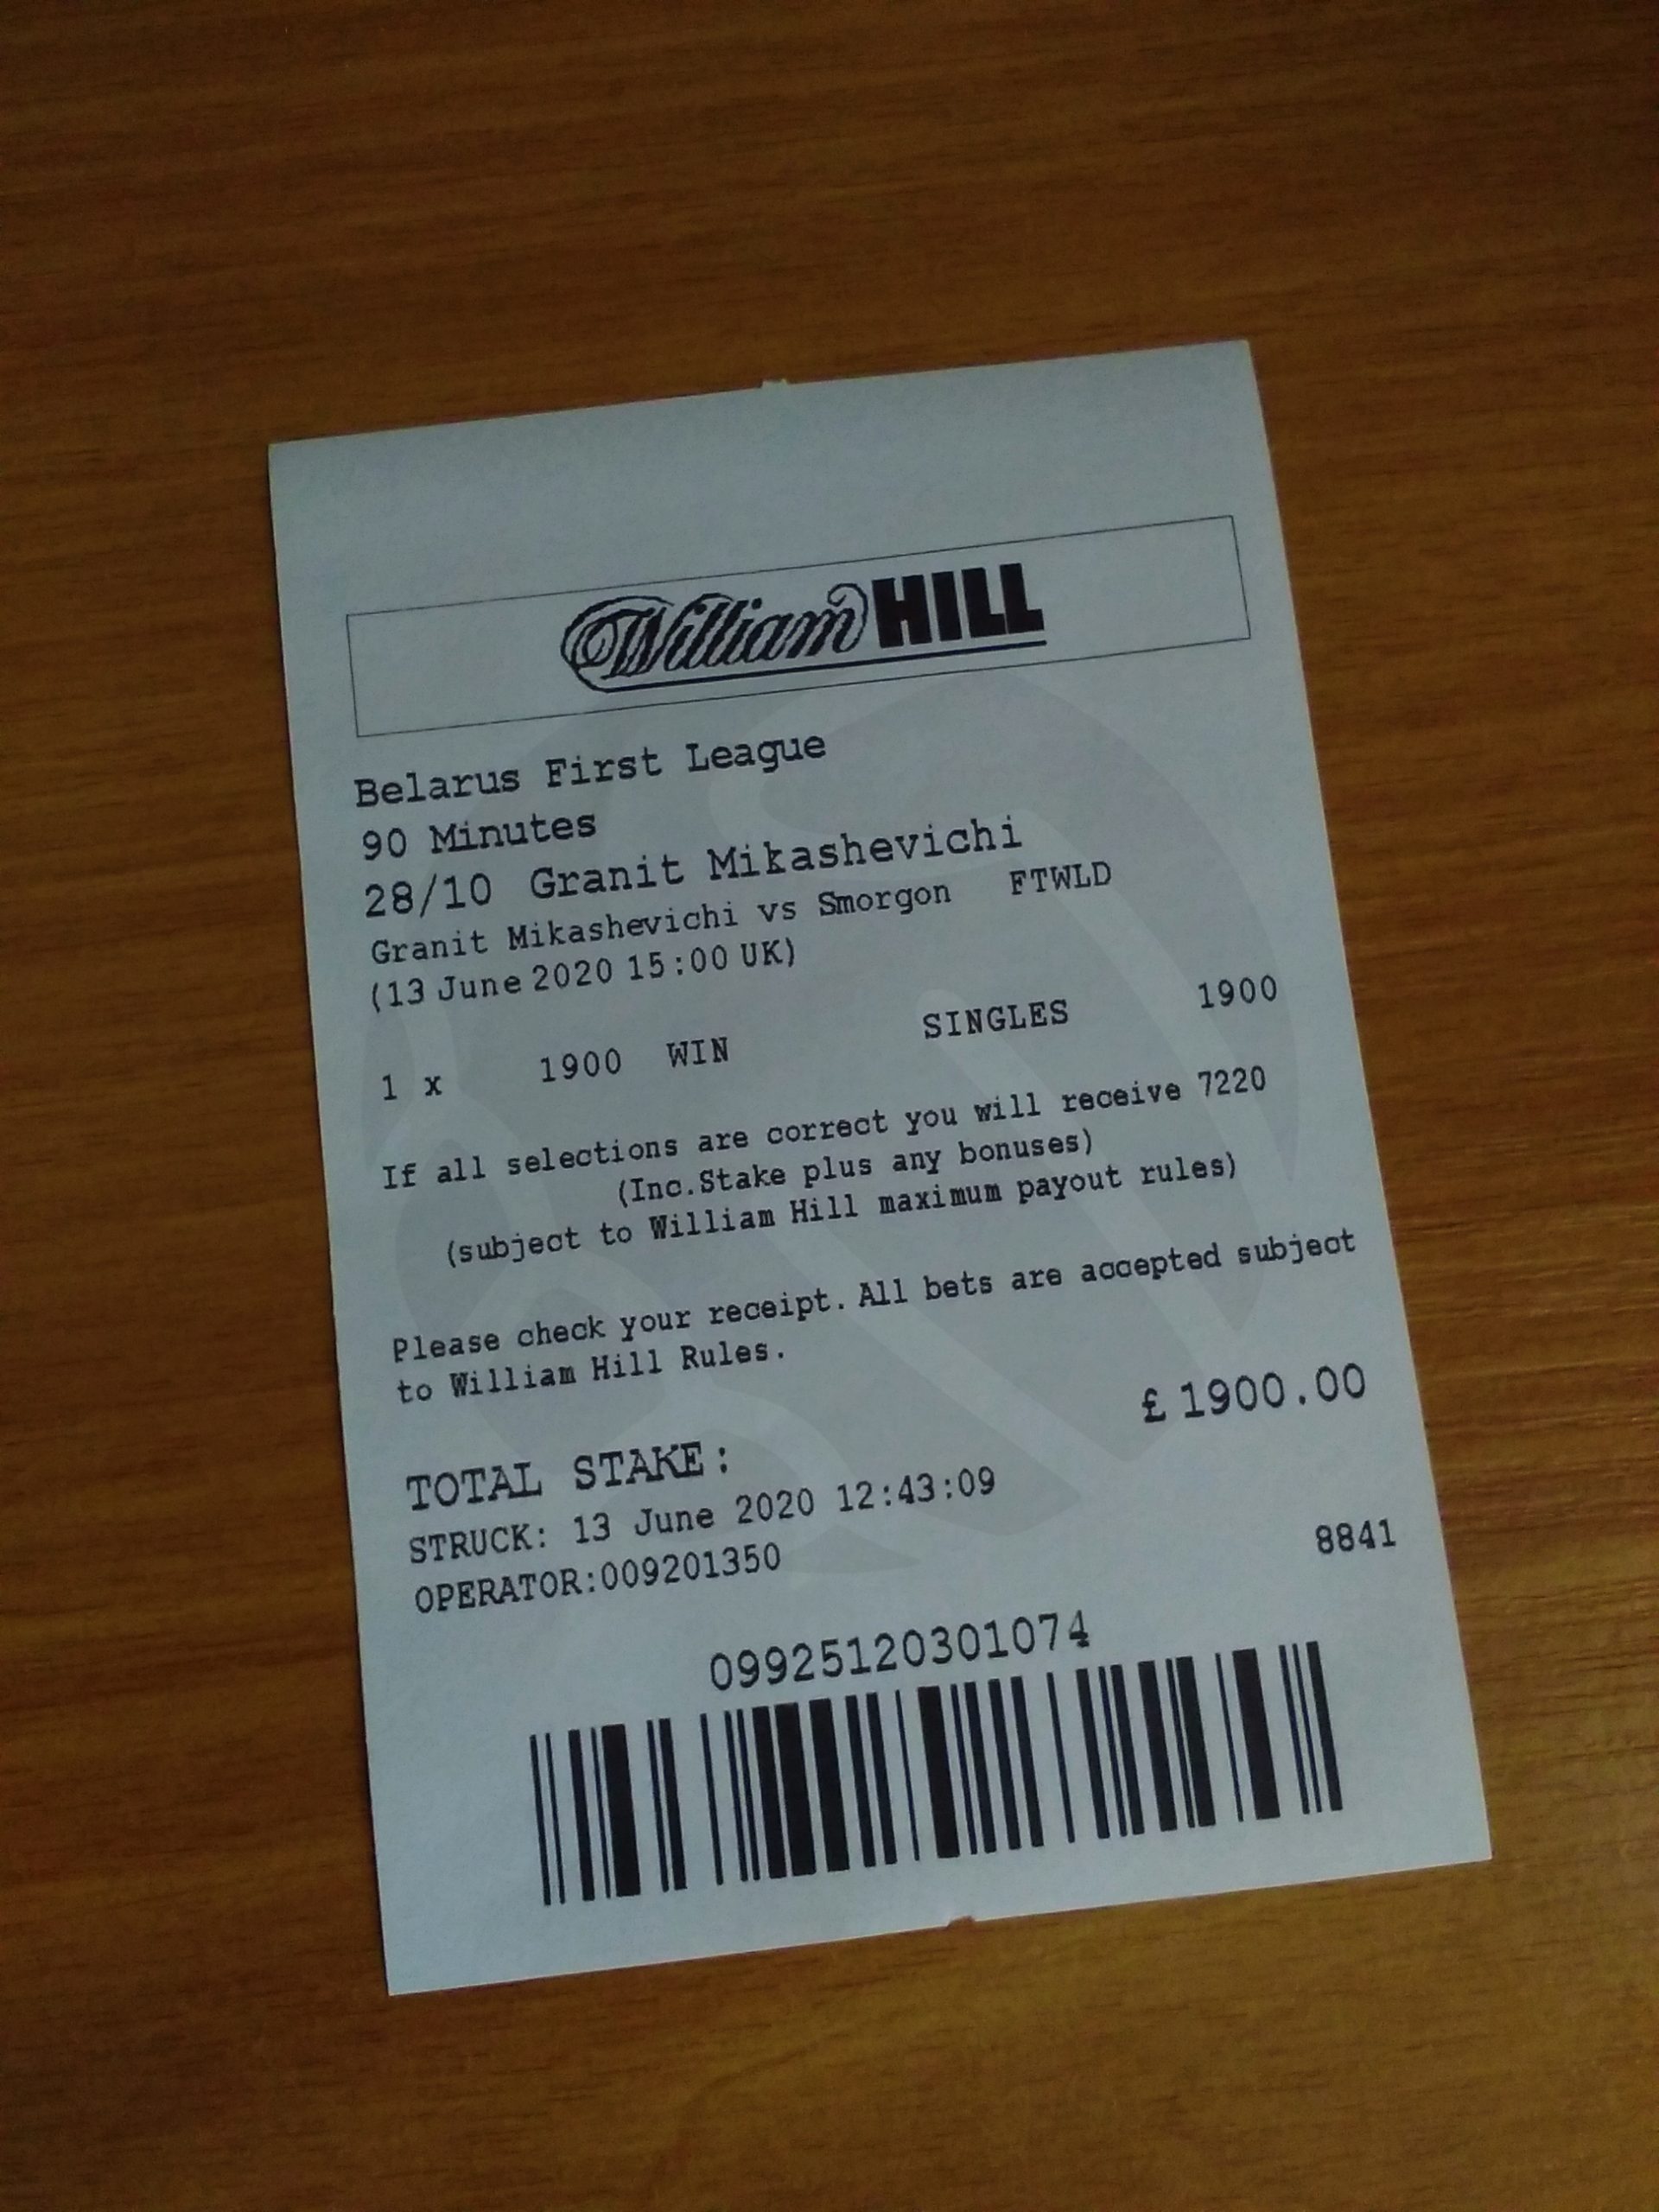 William HILL
Belarus First League
90 Minutes
28/10 Granit Mikashevichi
Granit Mikashevichi vs Smorgon FTWLD
(13 June 2020 15:00 UK)
1 x 1900 WIN SINGLES 1900
If all selections are correct you will receive 7220
(Inc.Stake plus any bonuses)
(subject to William Hill maximum payout rules)
Please check your receipt. All bets are accepted subject
to William Hill Rules.
TOTAL STAKE: £ 1900.00
STRUCK: 13 June 2020 12:43:09
OPERATOR:009201350 8841
09925120301074